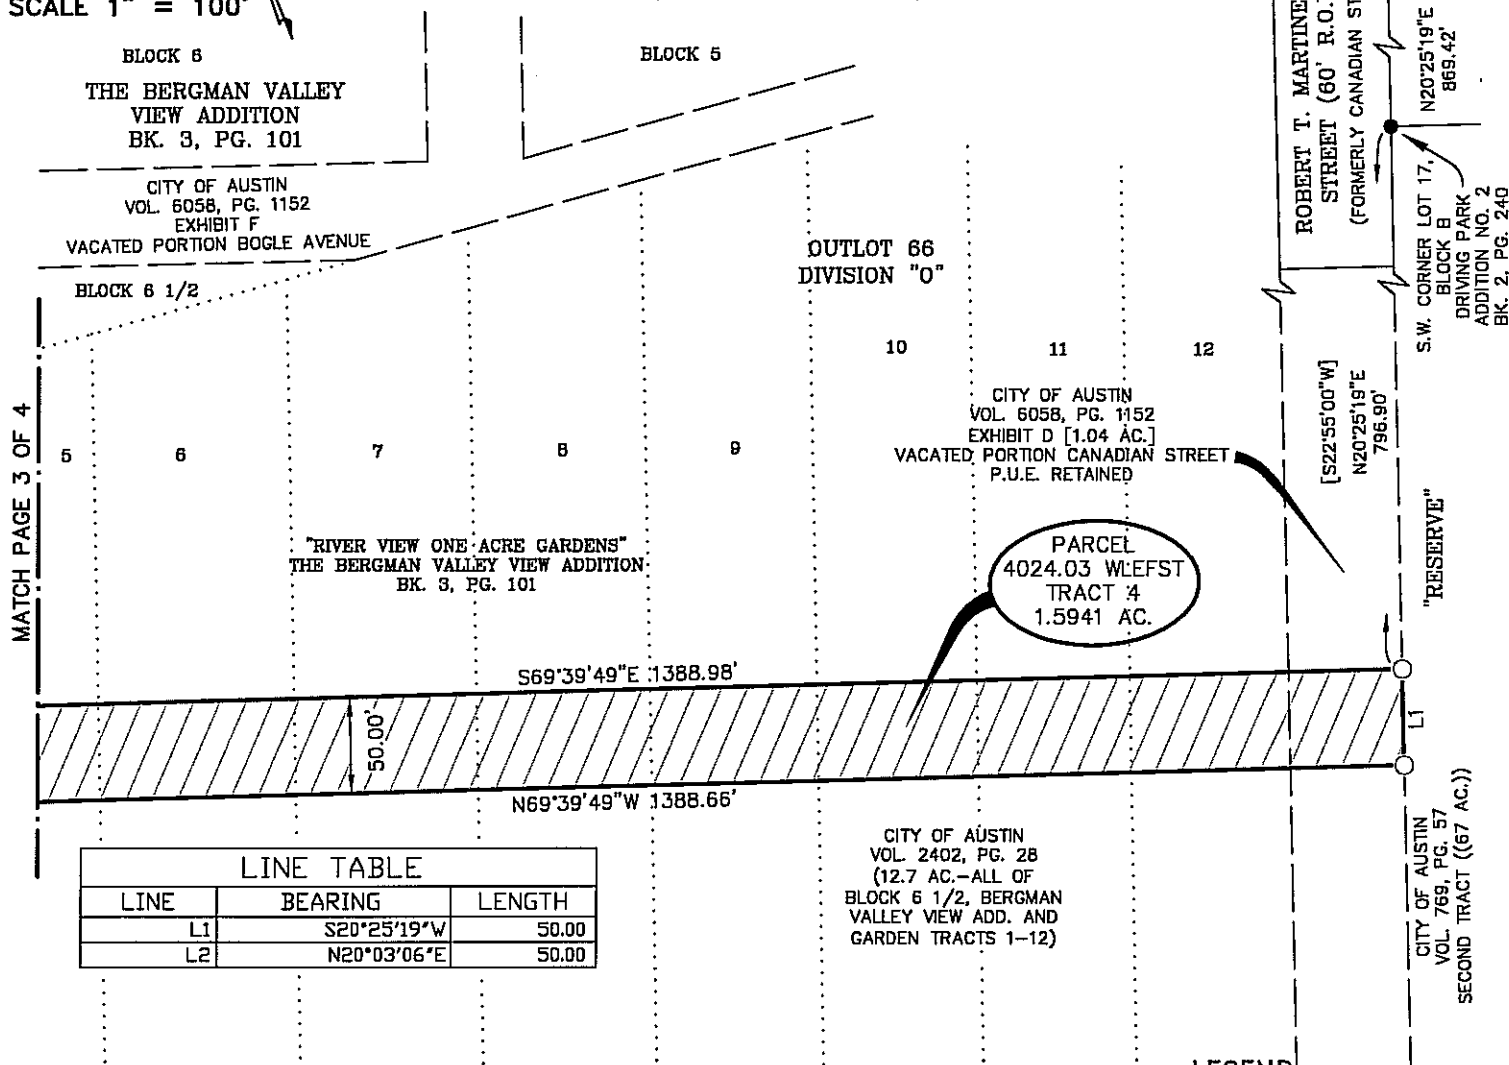 SCALE 1" = 100'
BLOCK 6
THE BERGMAN VALLEY
VIEW ADDITION
BK. 3, PG. 101
BLOCK 5
CITY OF AUSTIN
VOL. 6058, PG. 1152
EXHIBIT F
VACATED PORTION BOGLE AVENUE
BLOCK 6 1/2
OUTLOT 66
DIVISION "O"
ROBERT T. MARTINE
STREET (60' R.O.
(FORMERLY CANADIAN ST
N20°25'19"E
869.42'
S.W. CORNER LOT 17,
BLOCK B
DRIVING PARK
ADDITION NO. 2
BK. 2, PG. 240
MATCH PAGE 3 OF 4
5
6
7
8
9
10
11
12
CITY OF AUSTIN
VOL. 6058, PG. 1152
EXHIBIT D [1.04 AC.]
VACATED PORTION CANADIAN STREET
P.U.E. RETAINED
[S22°55'00"W]
N20°25'19"E
796.90'
"RESERVE"
"RIVER VIEW ONE ACRE GARDENS"
THE BERGMAN VALLEY VIEW ADDITION
BK. 3, PG. 101
PARCEL
4024.03 WLEFST
TRACT 4
1.5941 AC.
S69°39'49"E 1388.98'
50.00'
L1
N69°39'49"W 1388.66'
LINE TABLE
LINE BEARING LENGTH
L1 S20°25'19"W 50.00
L2 N20°03'06"E 50.00
CITY OF AUSTIN
VOL. 2402, PG. 28
(12.7 AC.-ALL OF
BLOCK 6 1/2, BERGMAN
VALLEY VIEW ADD. AND
GARDEN TRACTS 1-12)
CITY OF AUSTIN
VOL. 769, PG. 57
SECOND TRACT ((67 AC.))
LEGEND